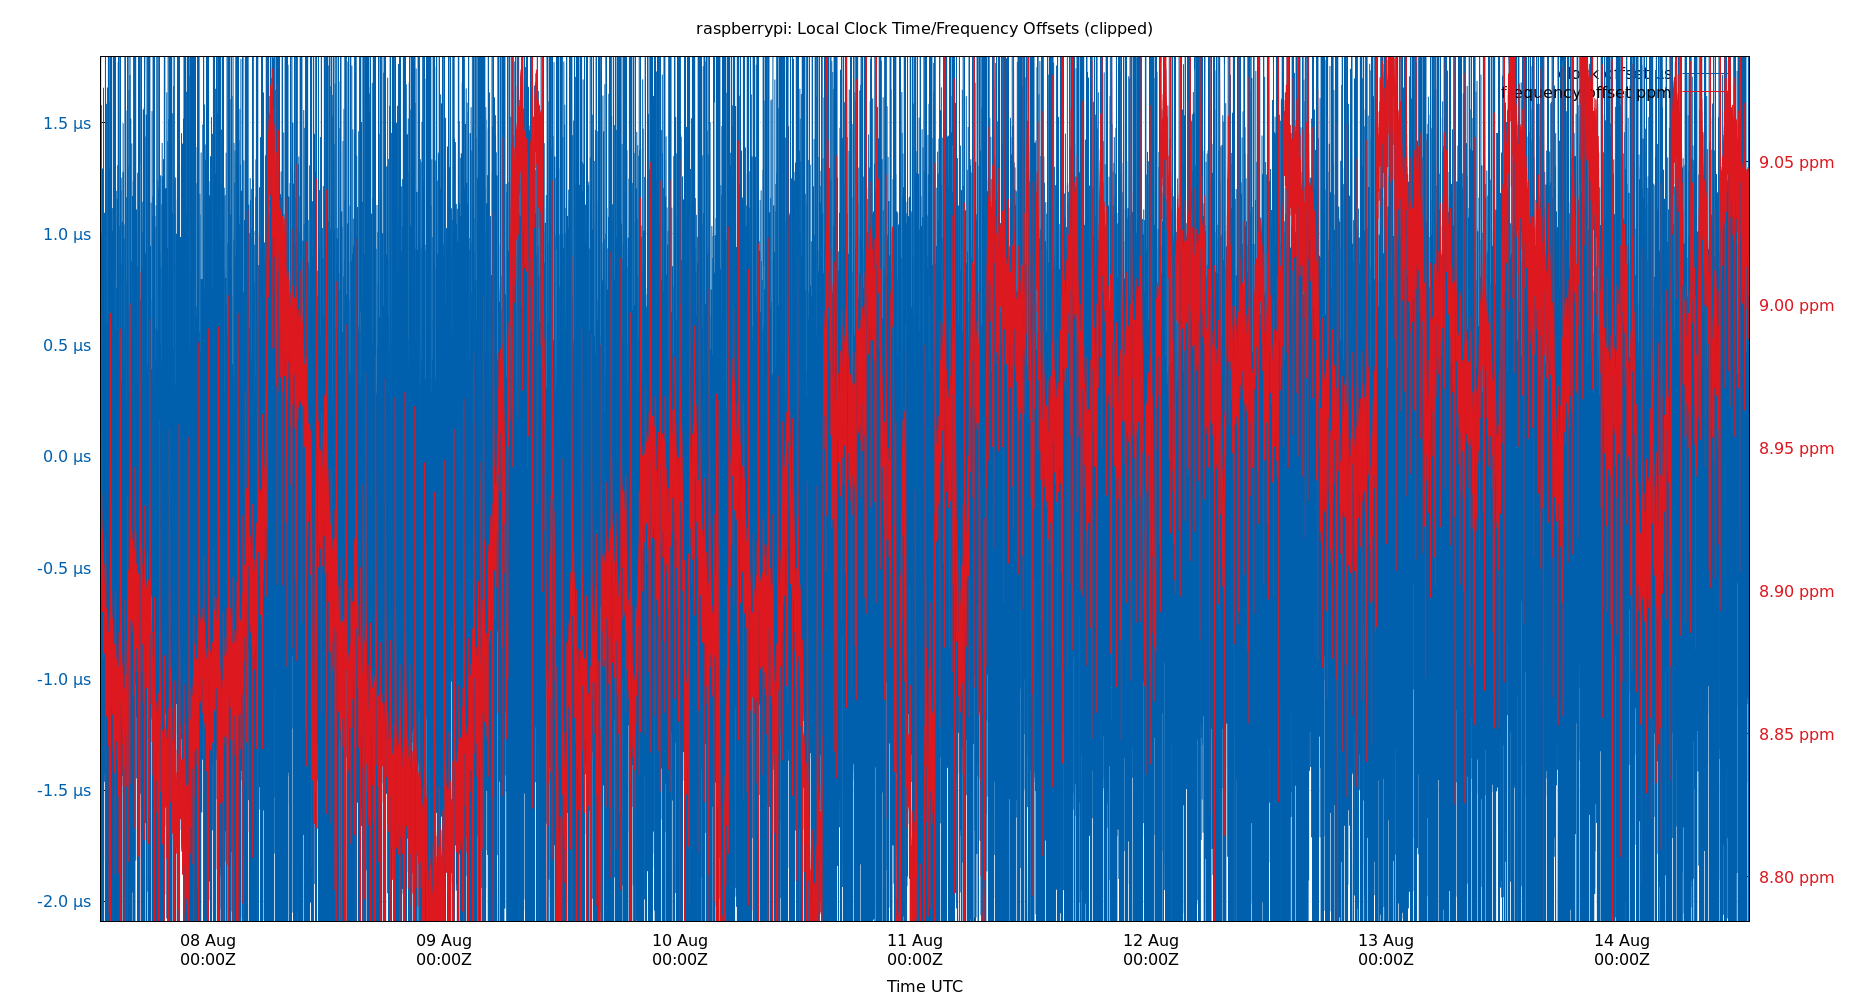 raspberrypi: Local Clock Time/Frequency Offsets (clipped)
clock offset µs
frequency offset ppm
1.5 µs
1.0 µs
0.5 µs
0.0 µs
-0.5 µs
-1.0 µs
-1.5 µs
-2.0 µs
9.05 ppm
9.00 ppm
8.95 ppm
8.90 ppm
8.85 ppm
8.80 ppm
08 Aug
00:00Z
09 Aug
00:00Z
10 Aug
00:00Z
11 Aug
00:00Z
12 Aug
00:00Z
13 Aug
00:00Z
14 Aug
00:00Z
Time UTC